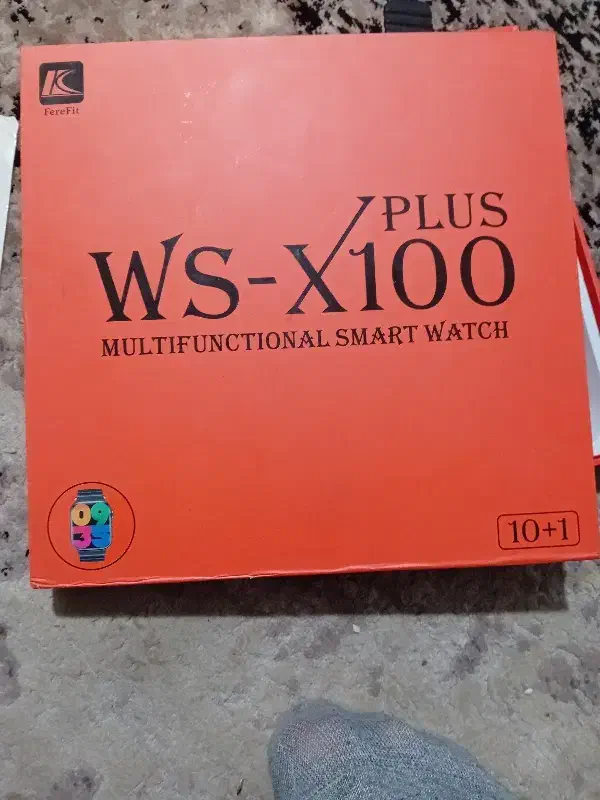 FereFit
PLUS
WS-X100
MULTIFUNCTIONAL SMART WATCH
09
35
10+1